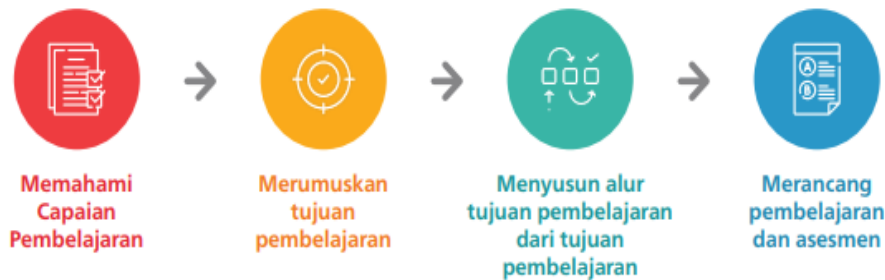 Memahami
Capaian
Pembelajaran
Merumuskan
tujuan
pembelajaran
Menyusun alur
tujuan pembelajaran
dari tujuan
pembelajaran
A
B
Merancang
pembelajaran
dan asesmen